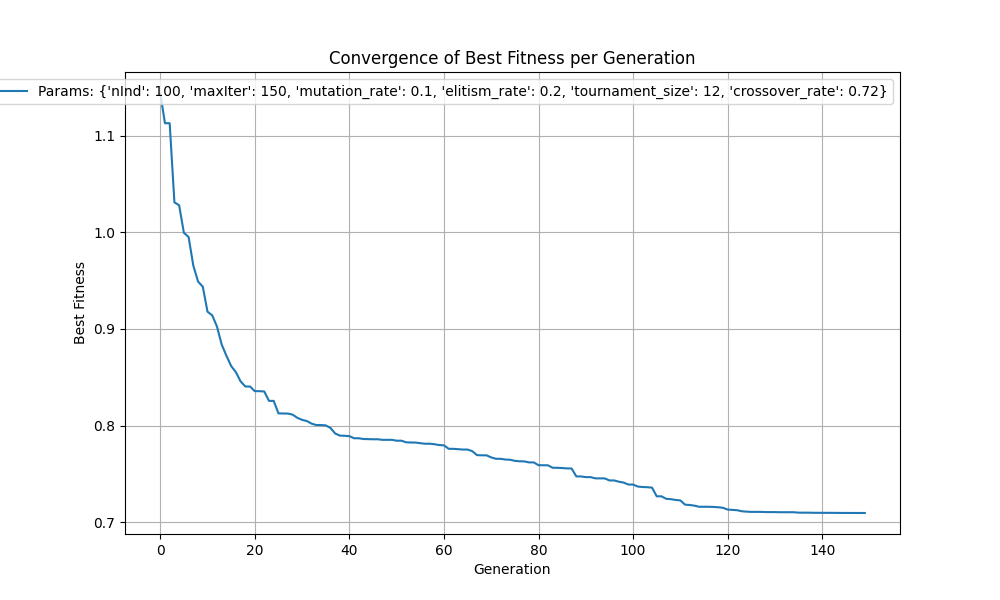 Convergence of Best Fitness per Generation
Params: {'nInd': 100, 'maxIter': 150, 'mutation_rate': 0.1, 'elitism_rate': 0.2, 'tournament_size': 12, 'crossover_rate': 0.72}
1.1
1.0
0.9
0.8
0.7
Best Fitness
0 20 40 60 80 100 120 140
Generation